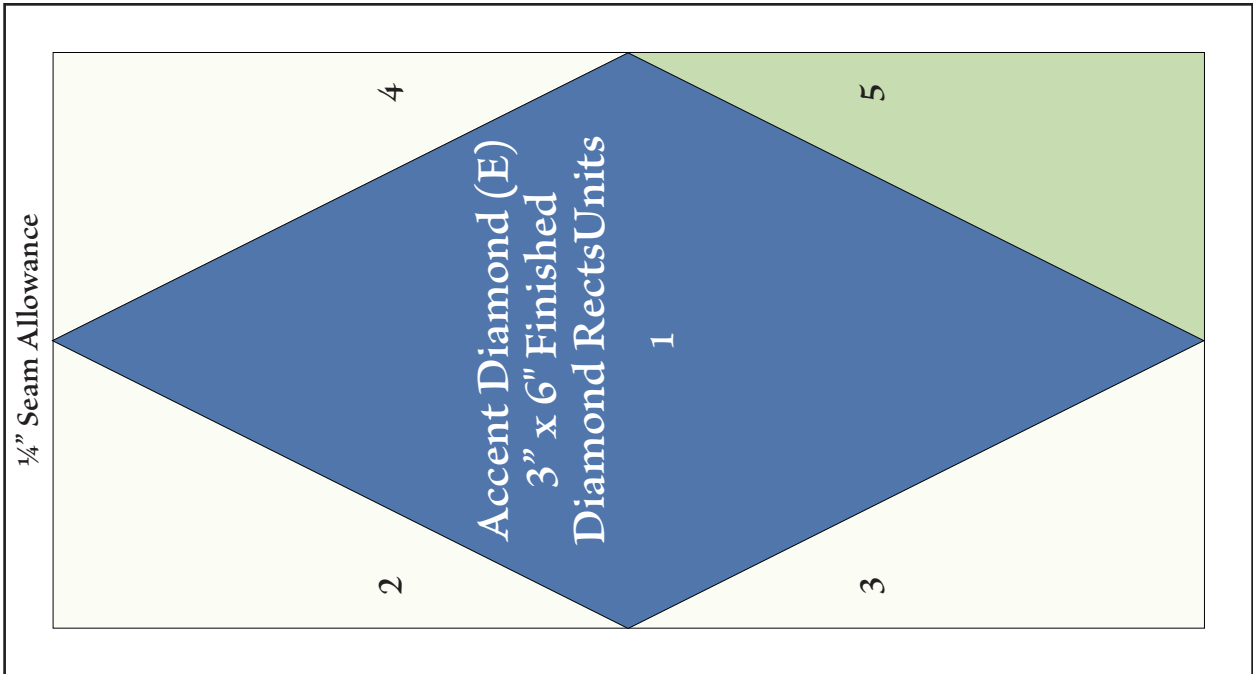 ¼” Seam Allowance
2
4
Accent Diamond (E)
3” x 6" Finished
Diamond RectsUnits
1
3
5